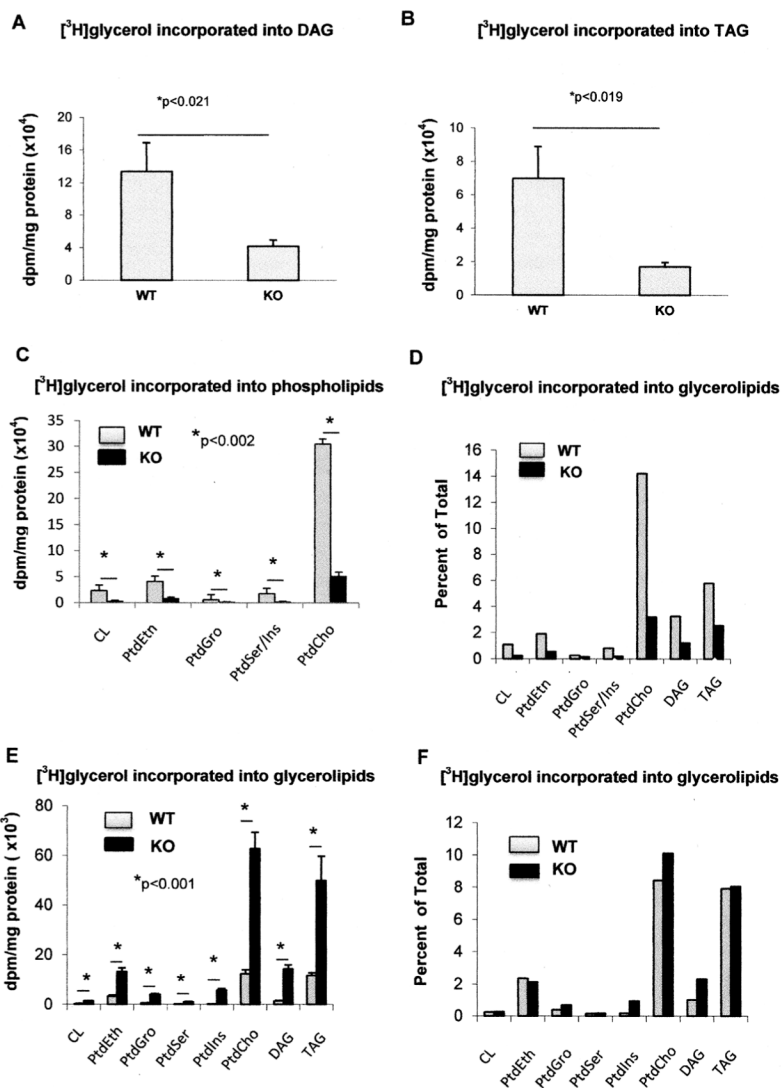 A
[³H]glycerol incorporated into DAG
*p<0.021
dpm/mg protein (x10⁴)
20
16
12
8
4
0
WT
KO
B
[³H]glycerol incorporated into TAG
*p<0.019
dpm/mg protein (x10⁴)
10
8
6
4
2
0
WT
KO
C
[³H]glycerol incorporated into phospholipids
dpm/mg protein (x10⁴)
35
30
25
20
15
10
5
0
WT
KO
*p<0.002
*
*
*
*
*
CL
PtdEtn
PtdGro
PtdSer/Ins
PtdCho
D
[³H]glycerol incorporated into glycerolipids
Percent of Total
16
14
12
10
8
6
4
2
0
WT
KO
CL
PtdEtn
PtdGro
PtdSer/Ins
PtdCho
DAG
TAG
E
[³H]glycerol incorporated into glycerolipids
dpm/mg protein ( x10³)
80
60
40
20
0
WT
KO
*p<0.001
*
*
*
*
*
*
*
*
CL
PtdEth
PtdGro
PtdSer
PtdIns
PtdCho
DAG
TAG
F
[³H]glycerol incorporated into glycerolipids
Percent of Total
12
10
8
6
4
2
0
WT
KO
CL
PtdEth
PtdGro
PtdSer
PtdIns
PtdCho
DAG
TAG